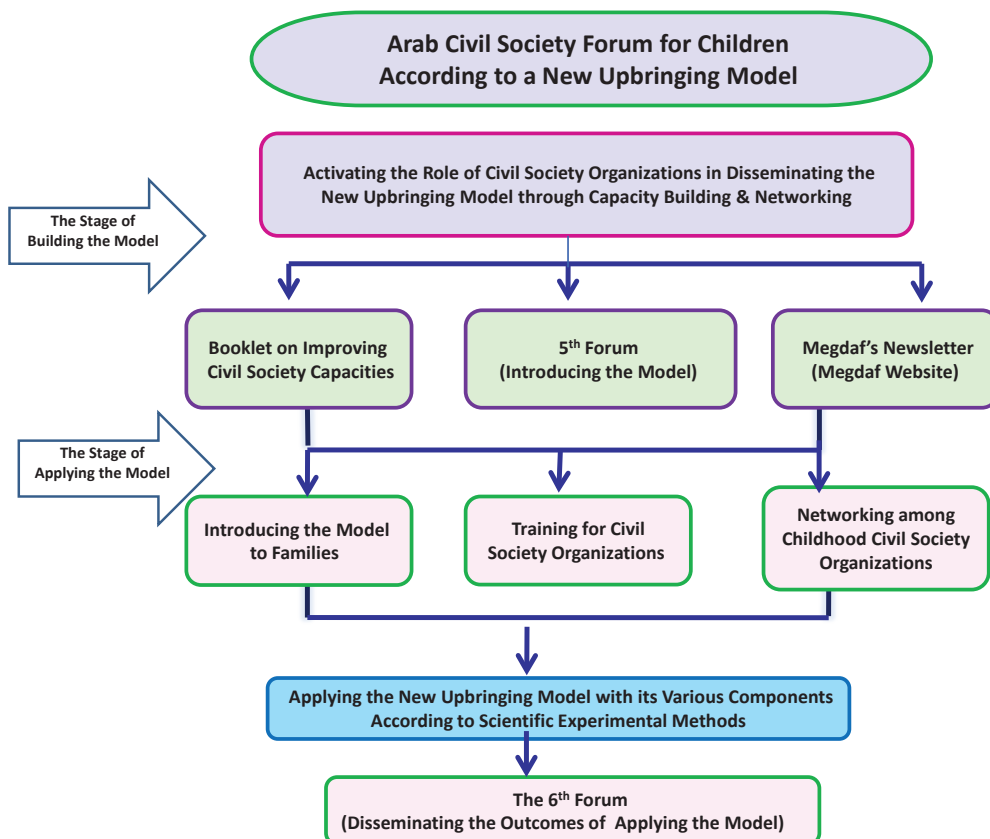 Arab Civil Society Forum for Children
According to a New Upbringing Model
Activating the Role of Civil Society Organizations in Disseminating the
New Upbringing Model through Capacity Building & Networking
The Stage of
Building the Model
Booklet on Improving
Civil Society Capacities
5th Forum
(Introducing the Model)
Megdaf’s Newsletter
(Megdaf Website)
The Stage of
Applying the Model
Introducing the Model
to Families
Training for Civil
Society Organizations
Networking among
Childhood Civil Society
Organizations
Applying the New Upbringing Model with its Various Components
According to Scientific Experimental Methods
The 6th Forum
(Disseminating the Outcomes of Applying the Model)